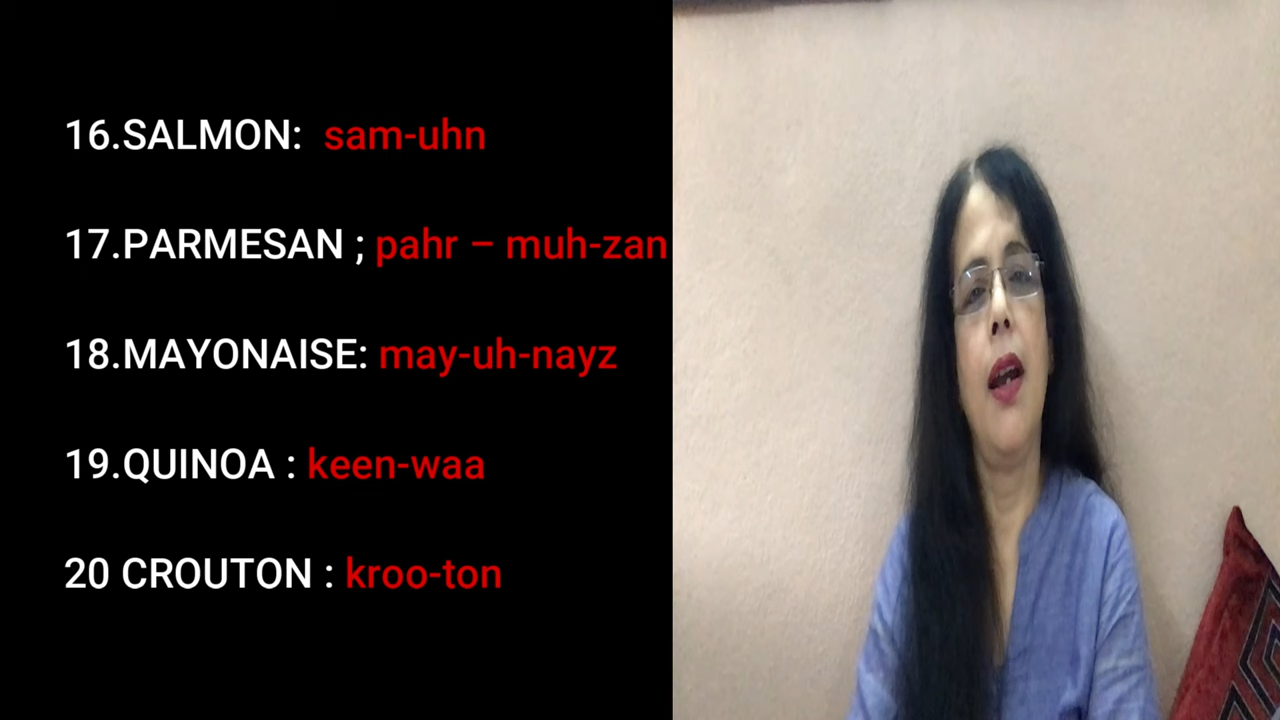 16.SALMON: sam-uhn
17.PARMESAN ; pahr – muh-zan
18.MAYONAISE: may-uh-nayz
19.QUINOA : keen-waa
20 CROUTON : kroo-ton